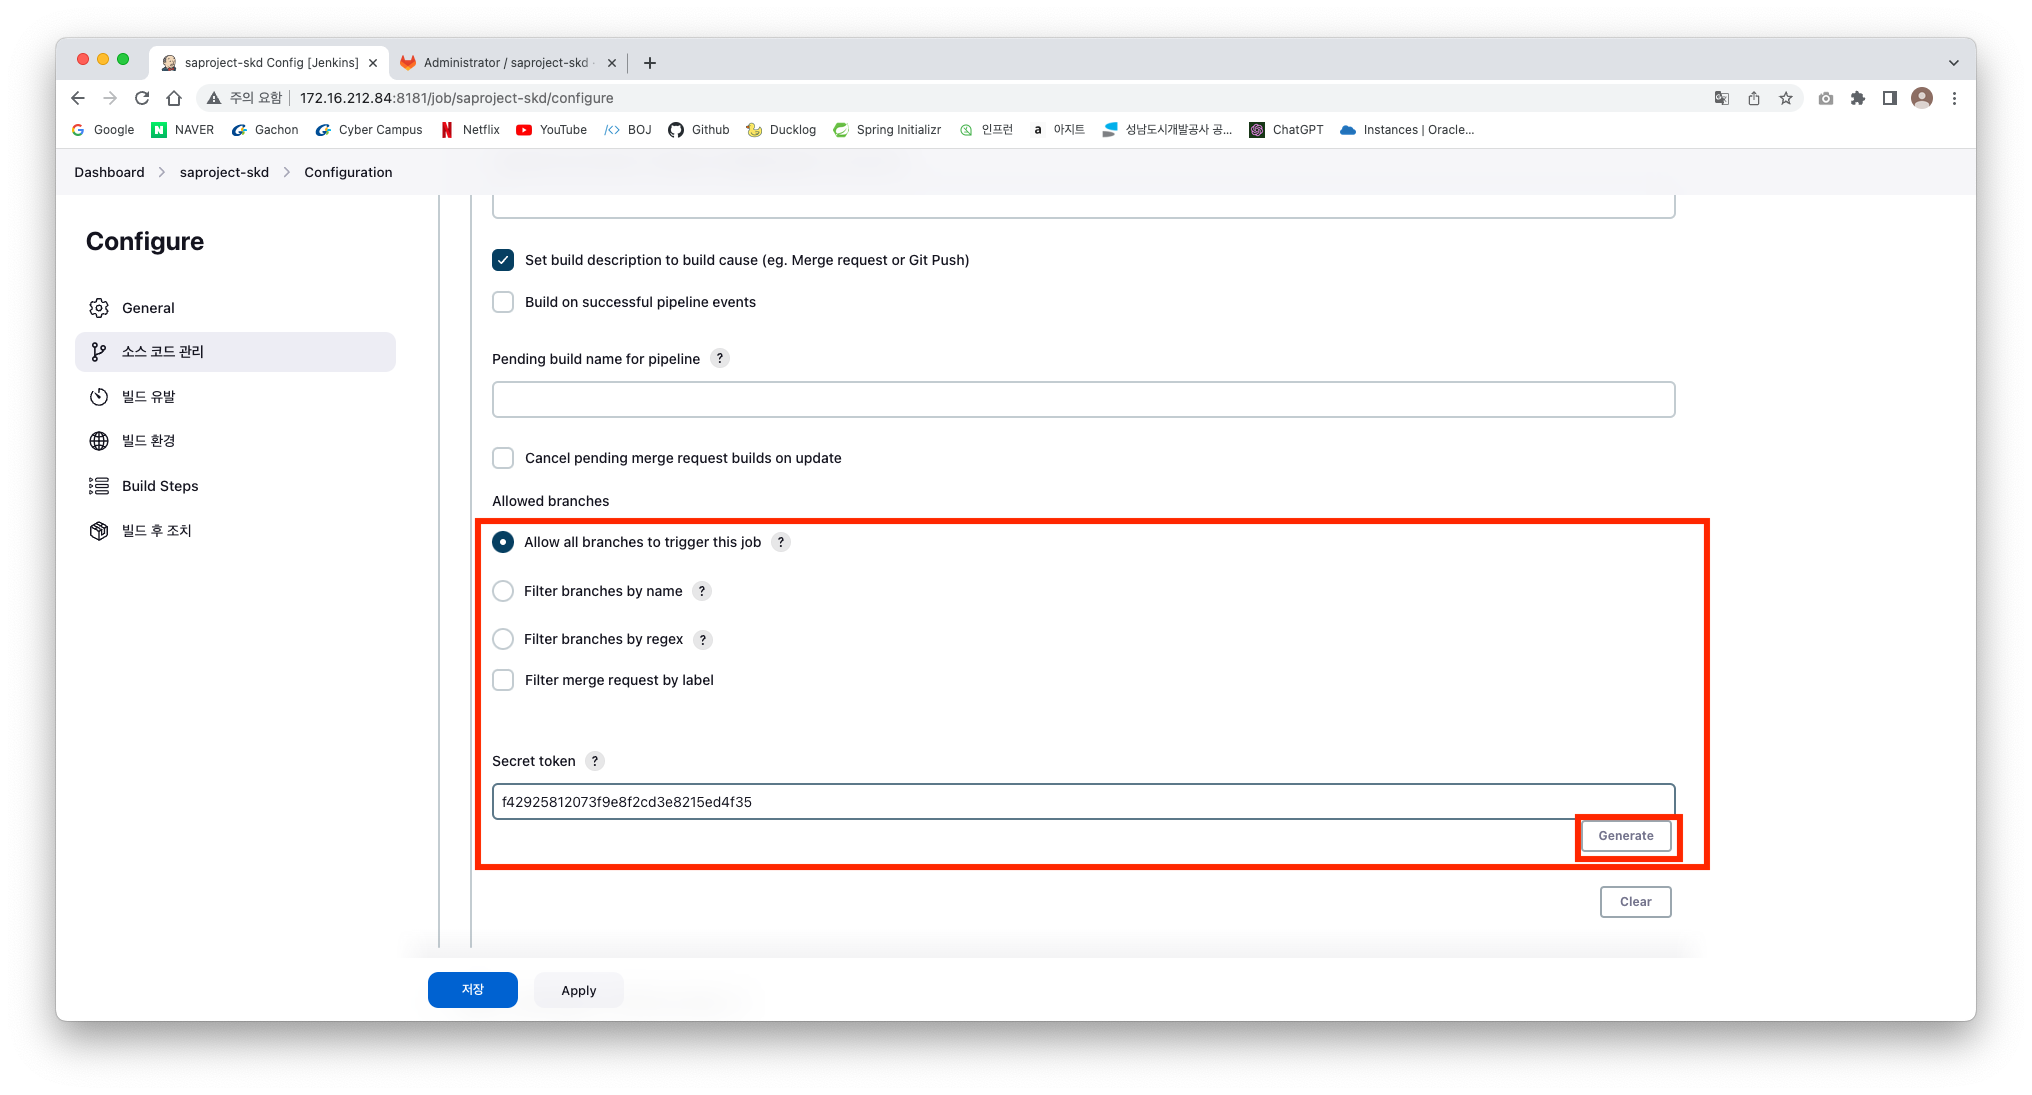 saproject-skd Config [Jenkins]
Administrator / saproject-skd
주의 요함
172.16.212.84:8181/job/saproject-skd/configure
Google NAVER Gachon Cyber Campus Netflix YouTube BOJ Github Ducklog Spring Initializr 인프런 아지트 성남도시개발공사 공... ChatGPT Instances | Oracle...
Dashboard > saproject-skd > Configuration
Configure
General
소스 코드 관리
빌드 유발
빌드 환경
Build Steps
빌드 후 조치
Set build description to build cause (eg. Merge request or Git Push)
Build on successful pipeline events
Pending build name for pipeline ?
Cancel pending merge request builds on update
Allowed branches
Allow all branches to trigger this job ?
Filter branches by name ?
Filter branches by regex ?
Filter merge request by label
Secret token ?
f42925812073f9e8f2cd3e8215ed4f35
Generate
Clear
저장 Apply